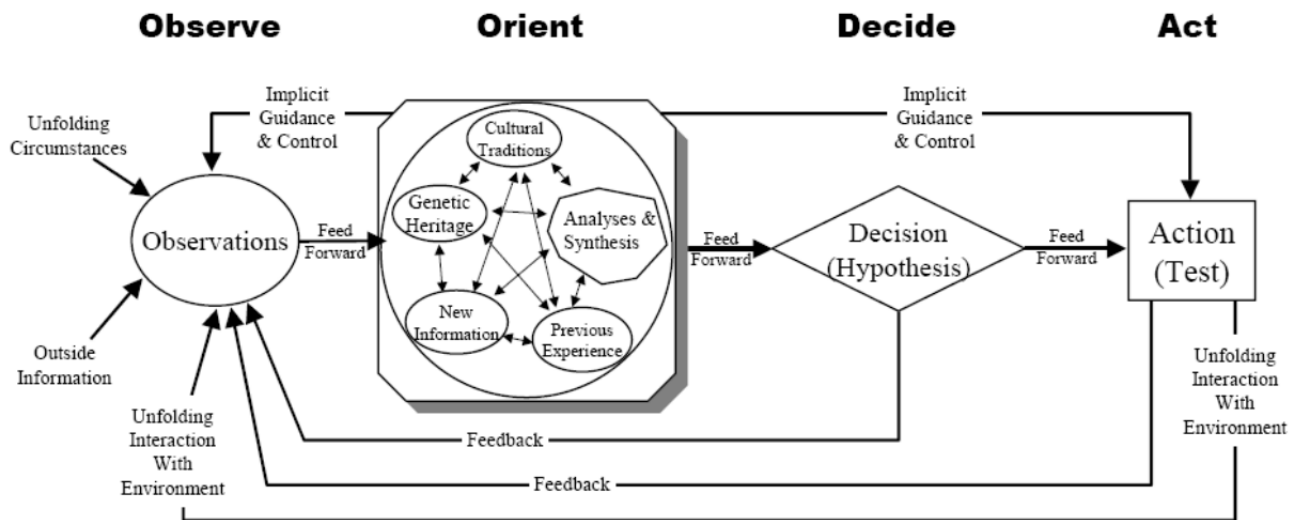 Observe
Orient
Decide
Act
Implicit
Guidance
& Control
Implicit
Guidance
& Control
Unfolding
Circumstances
Observations
Outside
Information
Feed
Forward
Cultural
Traditions
Genetic
Heritage
Analyses &
Synthesis
New
Information
Previous
Experience
Feed
Forward
Decision
(Hypothesis)
Feed
Forward
Action
(Test)
Unfolding
Interaction
With
Environment
Unfolding
Interaction
With
Environment
Feedback
Feedback